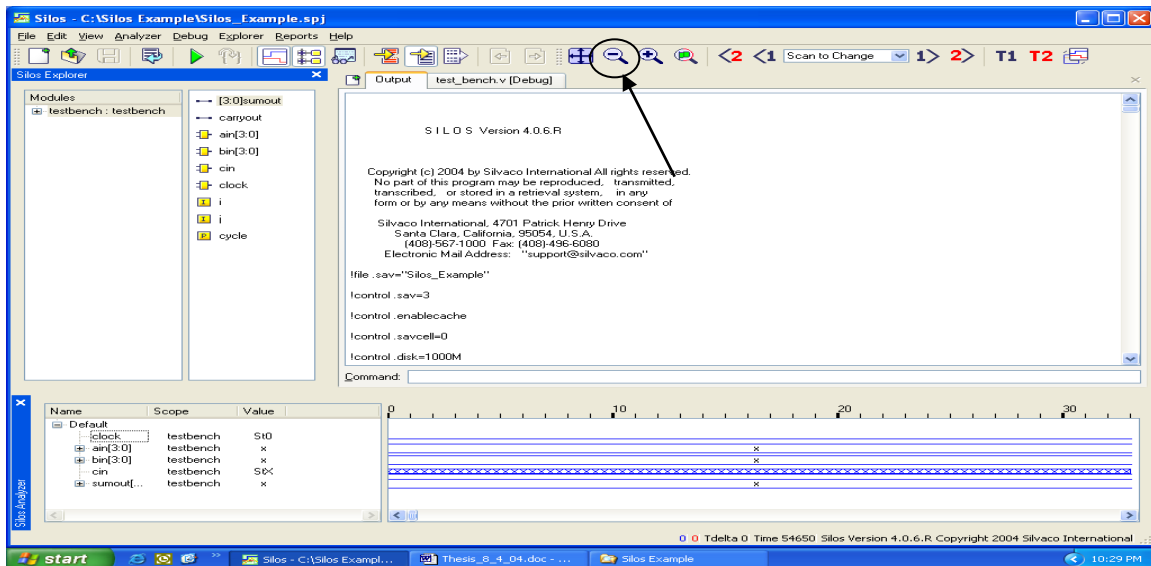 Silos - C:\Silos Example\Silos_Example.spj
File Edit View Analyzer Debug Explorer Reports Help
<2 <1 Scan to Change 1> 2> T1 T2
Silos Explorer
Output test_bench.v [Debug]
Modules
testbench : testbench
[3:0]sumout
carryout
ain[3:0]
bin[3:0]
cin
clock
i
j
cycle
S I L O S Version 4.0.6.R
Copyright (c) 2004 by Silvaco International All rights reserved.
No part of this program may be reproduced, transmitted,
transcribed, or stored in a retrieval system, in any
form or by any means without the prior written consent of
Silvaco International, 4701 Patrick Henry Drive
Santa Clara, California, 95054, U.S.A.
(408)-567-1000 Fax: (408)-496-6080
Electronic Mail Address: "support@silvaco.com"
!file .sav="Silos_Example"
!control .sav=3
!control .enablecache
!control .savcell=0
!control .disk=1000M
Command:
Name Scope Value 0 10 20 30
Default
clock testbench St0
ain[3:0] testbench x x
bin[3:0] testbench x x
cin testbench StX
sumout[... testbench x x
Silos Analyzer
0 0 Tdelta 0 Time 54650 Silos Version 4.0.6.R Copyright 2004 Silvaco International
start Silos - C:\Silos Exampl... Thesis_8_4_04.doc - ... Silos Example 10:29 PM